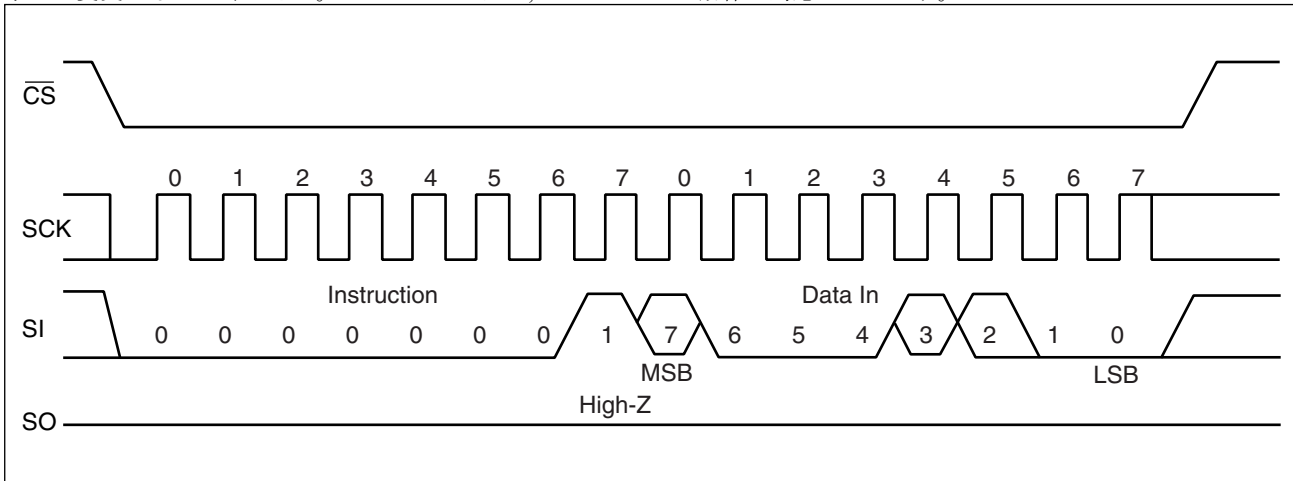 CS
0 1 2 3 4 5 6 7 0 1 2 3 4 5 6 7
SCK
Instruction Data In
SI 0 0 0 0 0 0 0 1 7 6 5 4 3 2 1 0
MSB LSB
High-Z
SO